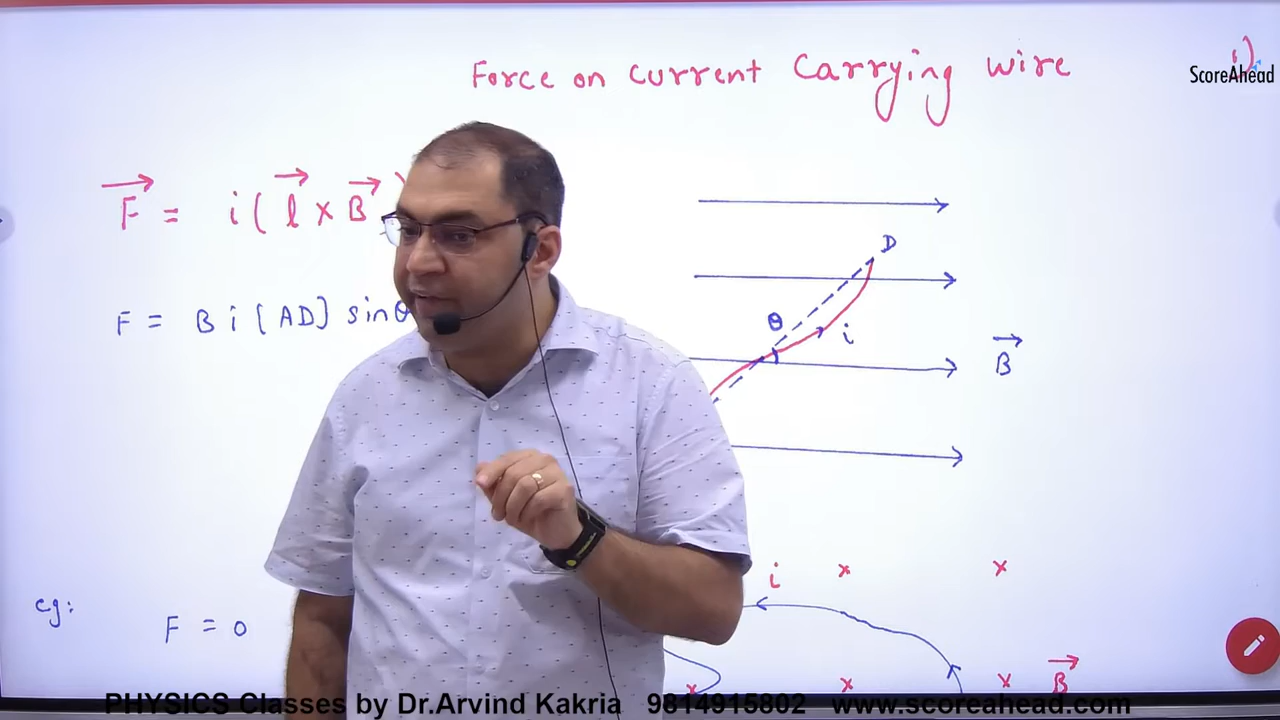 Force on current carrying wire
i)
ScoreAhead
F = i( l x B )
D
F = B i [AD] sinθ
θ
i
B
i x x
eg:
F = 0
x x x B
PHYSICS Classes by Dr.Arvind Kakria 9814915802 www.scoreahead.com